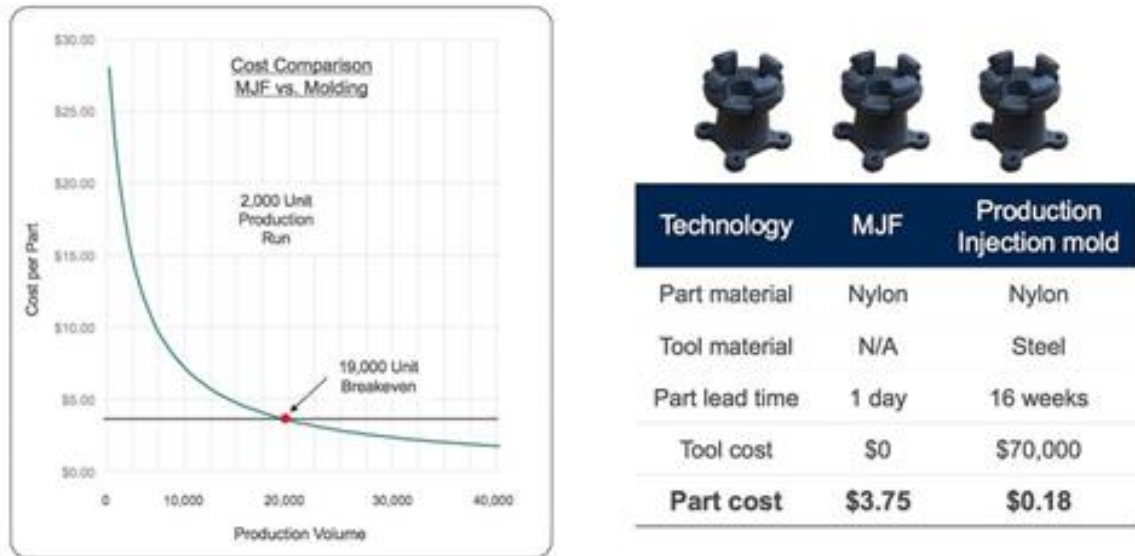 Cost Comparison
MJF vs. Molding
$30.00
$25.00
$20.00
$15.00
$10.00
$5.00
$0.00
Cost per Part
2,000 Unit
Production
Run
19,000 Unit
Breakeven
0 10,000 20,000 30,000 40,000
Production Volume
Technology MJF Production Injection mold
Part material Nylon Nylon
Tool material N/A Steel
Part lead time 1 day 16 weeks
Tool cost $0 $70,000
Part cost $3.75 $0.18